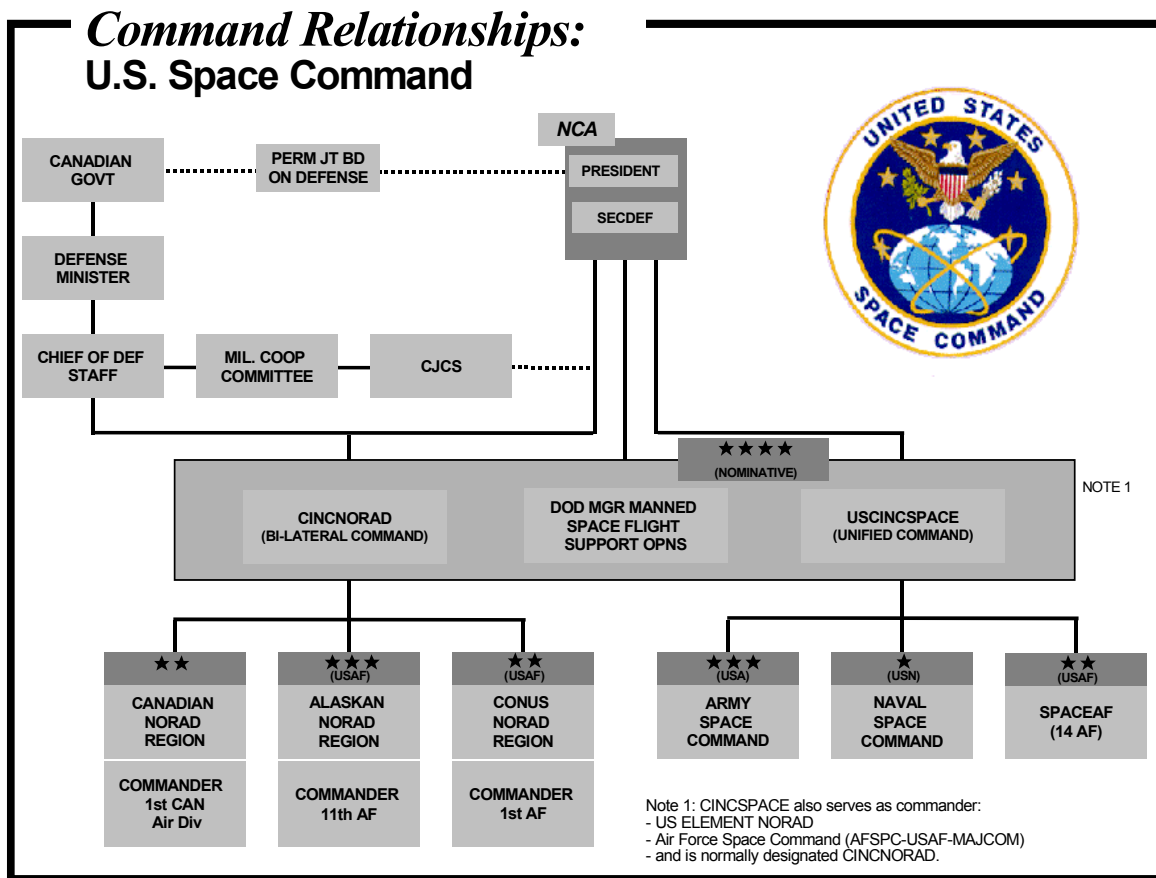 Command Relationships:
U.S. Space Command
UNITED STATES
SPACE COMMAND
NCA
CANADIAN
GOVT
PERM JT BD
ON DEFENSE
PRESIDENT
SECDEF
DEFENSE
MINISTER
CHIEF OF DEF
STAFF
MIL. COOP
COMMITTEE
CJCS
(NOMINATIVE)
NOTE 1
CINCNORAD
(BI-LATERAL COMMAND)
DOD MGR MANNED
SPACE FLIGHT
SUPPORT OPNS
USCINCSPACE
(UNIFIED COMMAND)
CANADIAN
NORAD
REGION
COMMANDER
1st CAN
Air Div
(USAF)
ALASKAN
NORAD
REGION
COMMANDER
11th AF
(USAF)
CONUS
NORAD
REGION
COMMANDER
1st AF
(USA)
ARMY
SPACE
COMMAND
(USN)
NAVAL
SPACE
COMMAND
(USAF)
SPACEAF
(14 AF)
Note 1: CINCSPACE also serves as commander:
- US ELEMENT NORAD
- Air Force Space Command (AFSPC-USAF-MAJCOM)
- and is normally designated CINCNORAD.